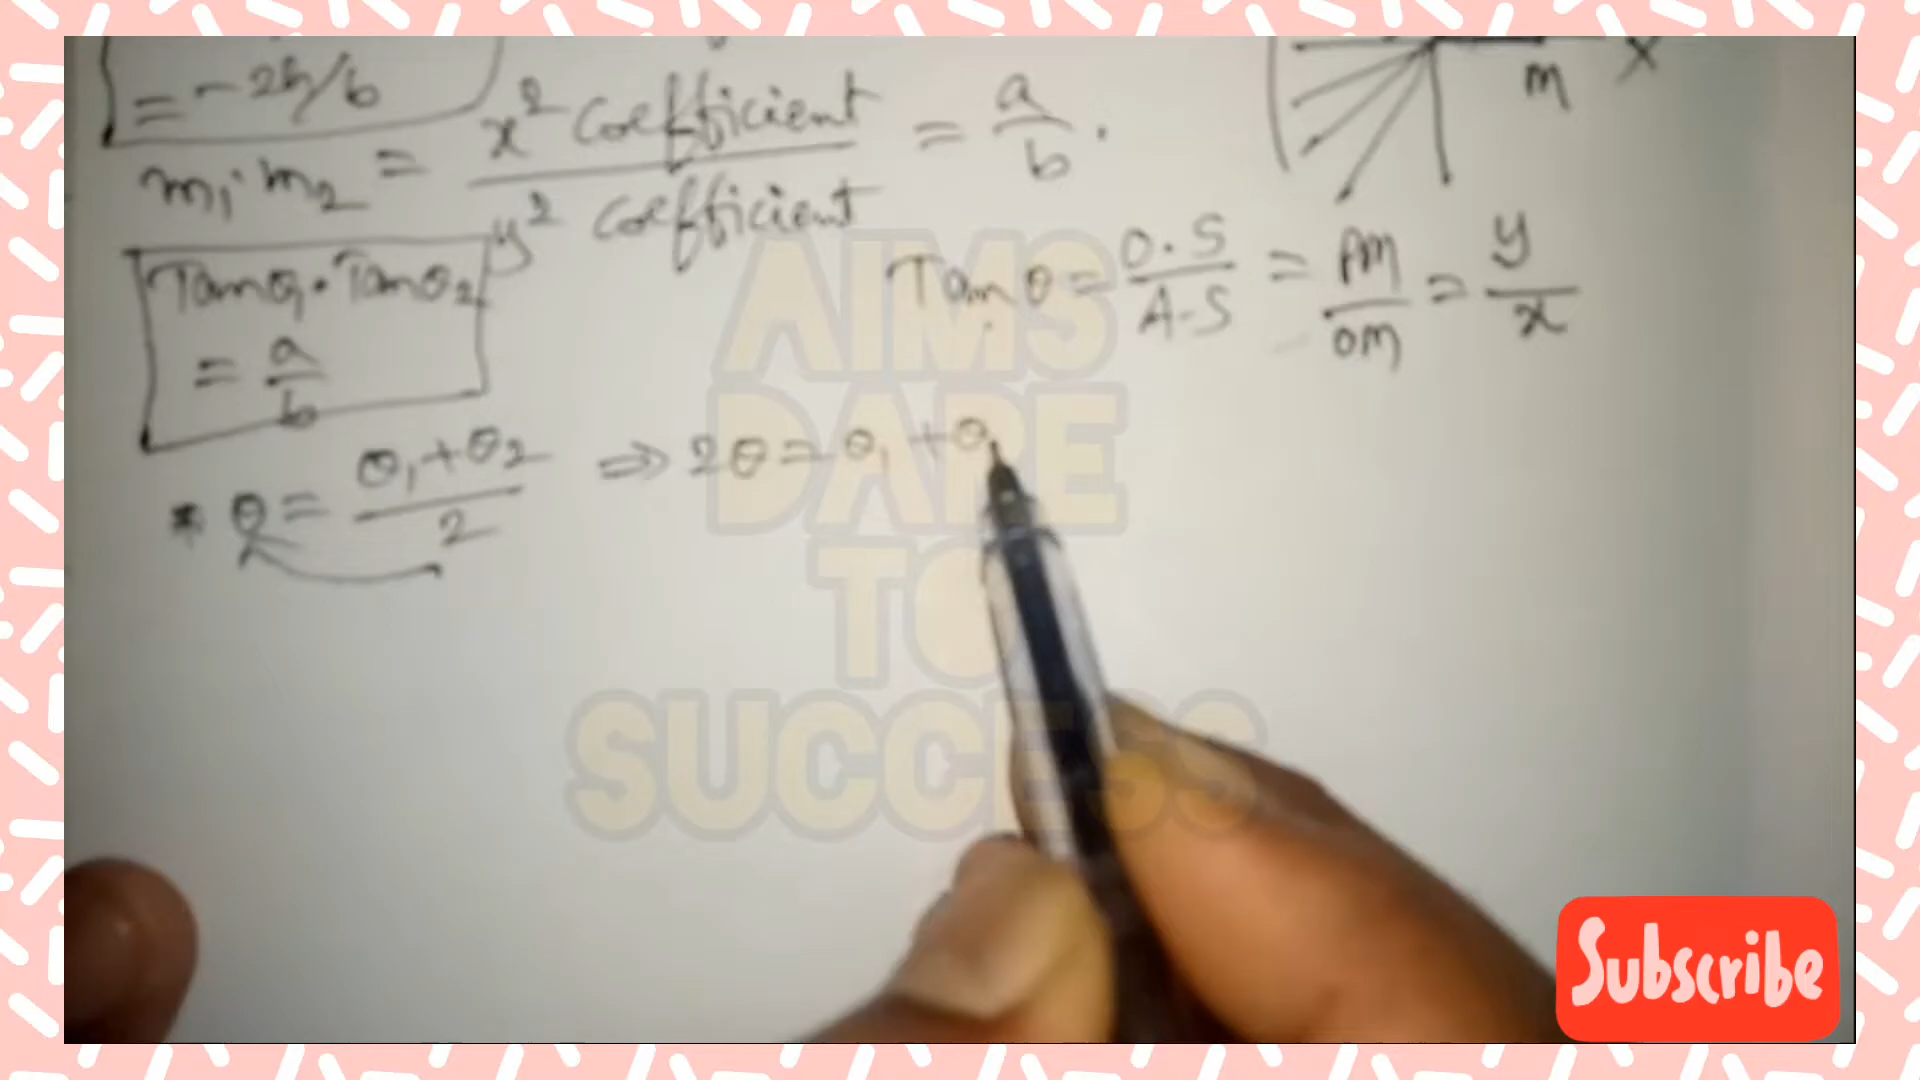 = -2h/b
m₁·m₂ = x² coefficient / y² coefficient = a/b.
m X
Tanθ₁·Tanθ₂
= a/b
Tanθ = O.S/A.S = PM/OM = y/x
* θ = θ₁+θ₂/2 ⇒ 2θ = θ₁ + θ
AIMS
DARE
TO
SUCCESS
Subscribe